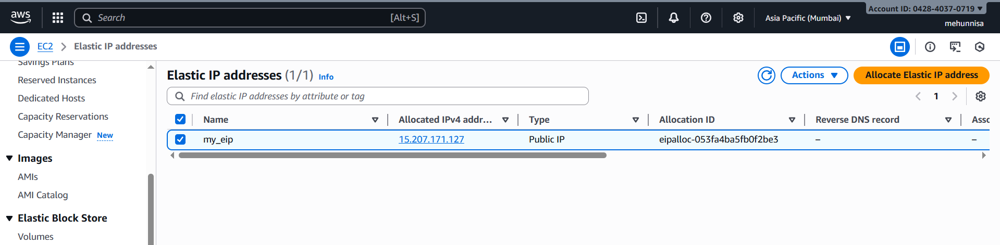 aws
Search
[Alt+S]
Asia Pacific (Mumbai)
Account ID: 0428-4037-0719
mehunnisa
EC2
Elastic IP addresses
Savings Plans
Reserved Instances
Dedicated Hosts
Capacity Reservations
Capacity Manager New
Images
AMIs
AMI Catalog
Elastic Block Store
Volumes
Elastic IP addresses (1/1) Info
Actions
Allocate Elastic IP address
Find elastic IP addresses by attribute or tag
1
Name Allocated IPv4 addr... Type Allocation ID Reverse DNS record Assc
my_eip 15.207.171.127 Public IP eipalloc-053fa4ba5fb0f2be3 – –